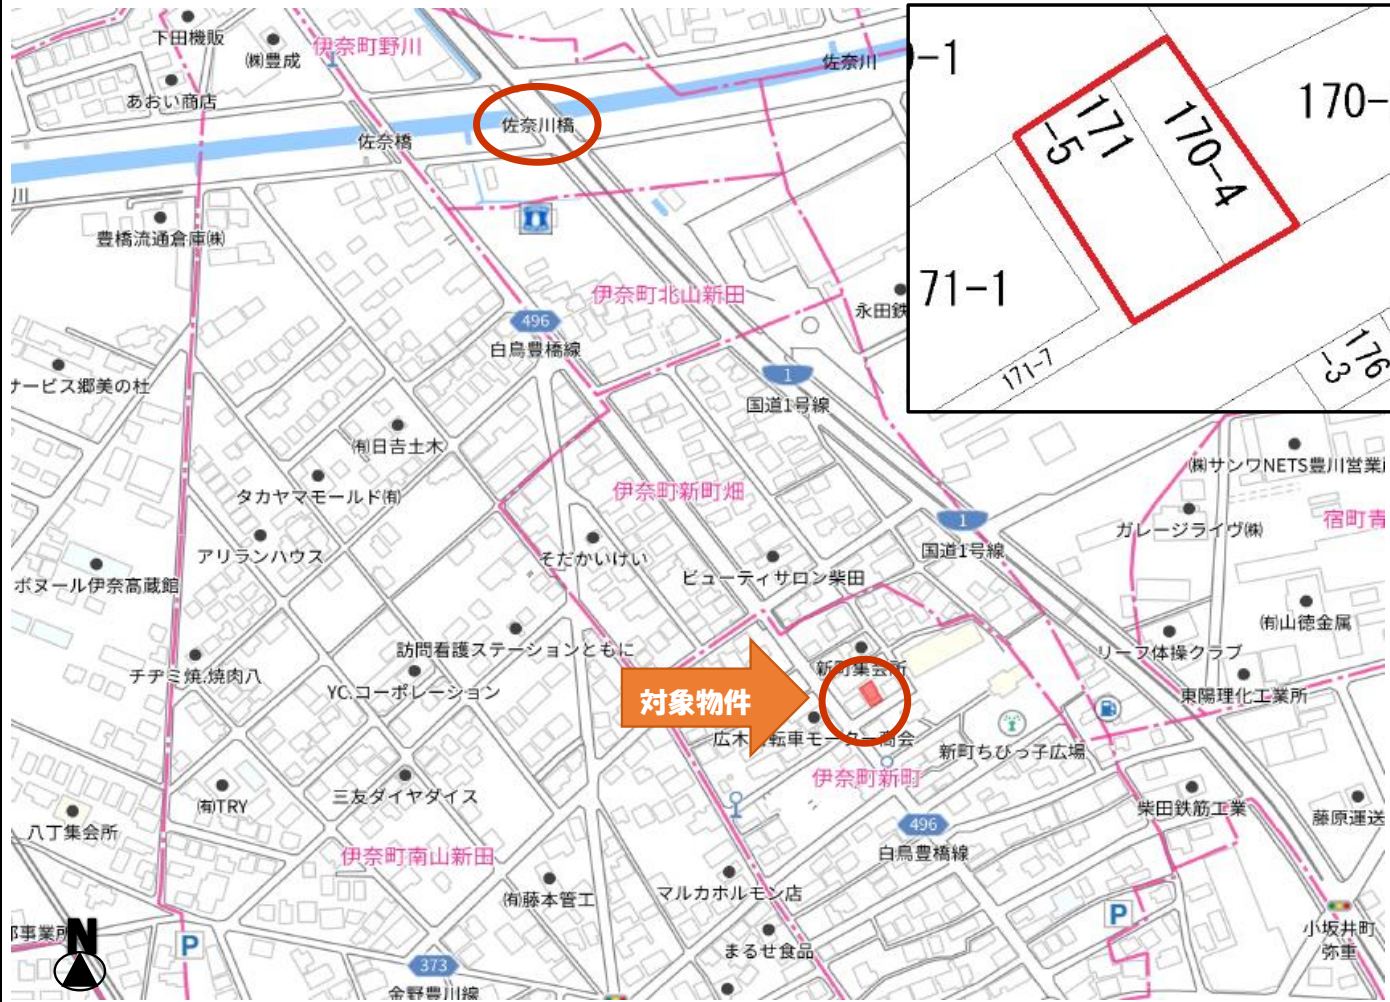 下田機販
㈱豊成
伊奈町野川
あおい商店
佐奈川
佐奈川橋
佐奈橋
川
豊橋流通倉庫㈱
伊奈町北山新田
永田鉄
496
白鳥豊橋線
1
国道1号線
サービス郷美の杜
㈲日吉土木
タカヤマモールド㈲
伊奈町新町畑
アリランハウス
そだかいけい
ビューティサロン柴田
1
国道1号線
㈱サンワNETS豊川営業
ガレージライヴ㈱
宿町青
ボヌール伊奈高蔵館
㈲山徳金属
訪問看護ステーションともに
新町集会所
リーフ体操クラブ
チヂミ焼.焼肉八
YC.コーポレーション
対象物件
東陽理化工業所
広木自転車モーター商会
新町ちびっ子広場
伊奈町新町
㈲TRY
三友ダイヤダイス
柴田鉄筋工業
藤原運送
八丁集会所
496
白鳥豊橋線
伊奈町南山新田
㈲藤本管工
マルカホルモン店
P
P
小坂井町
弥重
部事業所
N
まるせ食品
373
金野豊川線
-1
170-
171
-5
170-4
71-1
171-7
176
-3